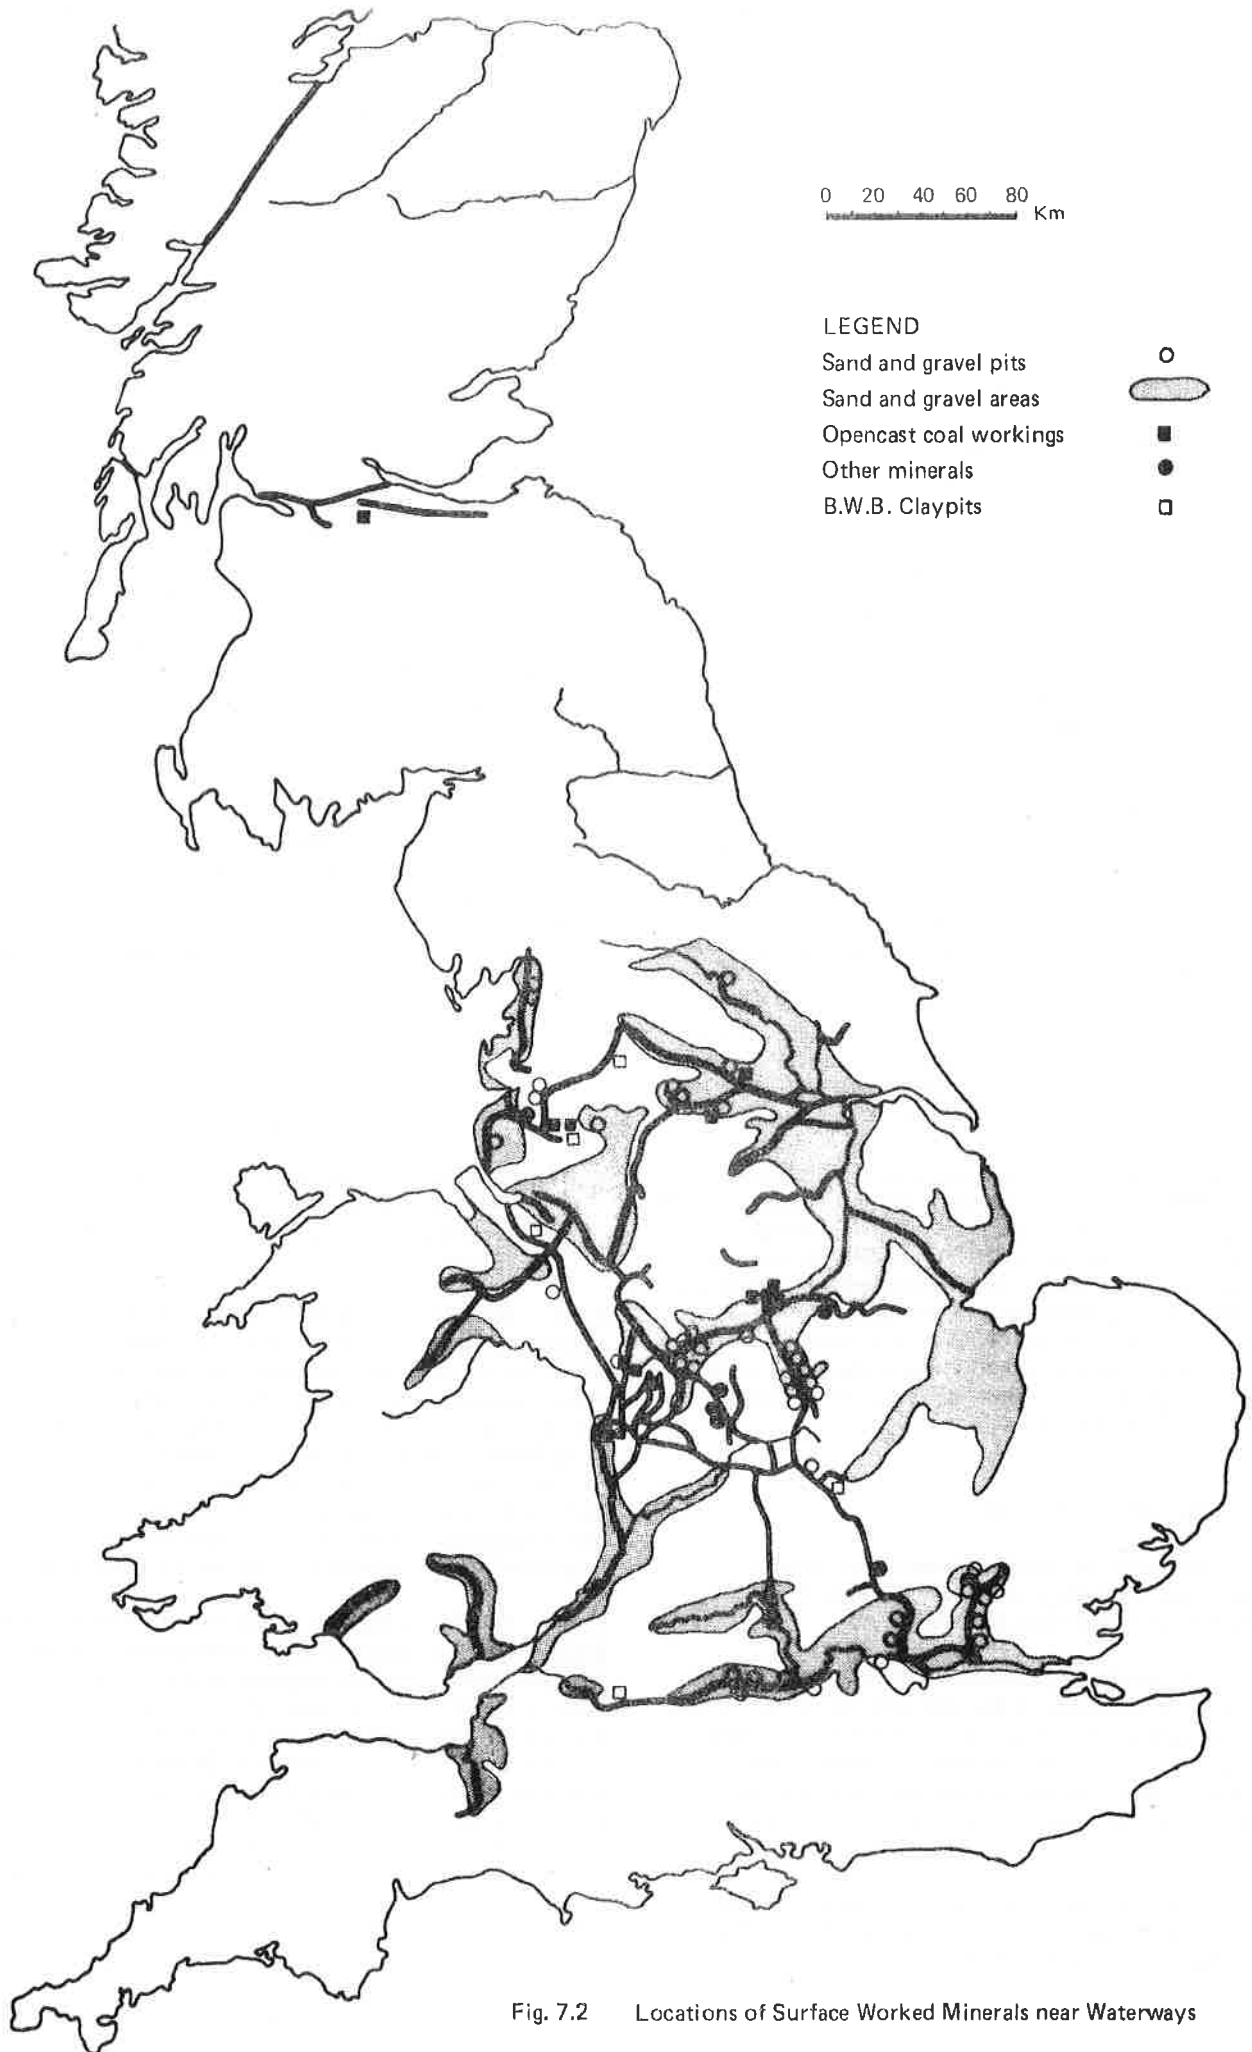 0 20 40 60 80
Km
LEGEND
Sand and gravel pits
Sand and gravel areas
Opencast coal workings
Other minerals
B.W.B. Claypits
Fig. 7.2 Locations of Surface Worked Minerals near Waterways